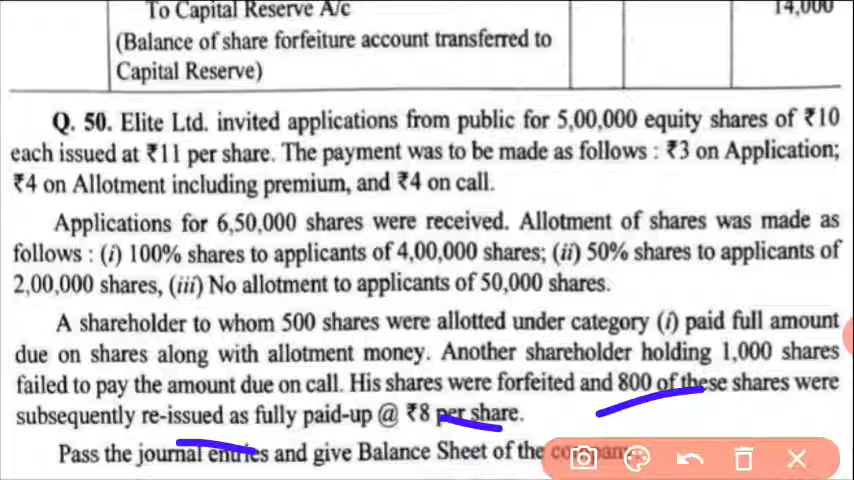 To Capital Reserve A/c 14,000
(Balance of share forfeiture account transferred to
Capital Reserve)
Q. 50. Elite Ltd. invited applications from public for 5,00,000 equity shares of ₹10
each issued at ₹11 per share. The payment was to be made as follows : ₹3 on Application;
₹4 on Allotment including premium, and ₹4 on call.
Applications for 6,50,000 shares were received. Allotment of shares was made as
follows : (i) 100% shares to applicants of 4,00,000 shares; (ii) 50% shares to applicants of
2,00,000 shares, (iii) No allotment to applicants of 50,000 shares.
A shareholder to whom 500 shares were allotted under category (i) paid full amount
due on shares along with allotment money. Another shareholder holding 1,000 shares
failed to pay the amount due on call. His shares were forfeited and 800 of these shares were
subsequently re-issued as fully paid-up @ ₹8 per share.
Pass the journal entries and give Balance Sheet of the company.